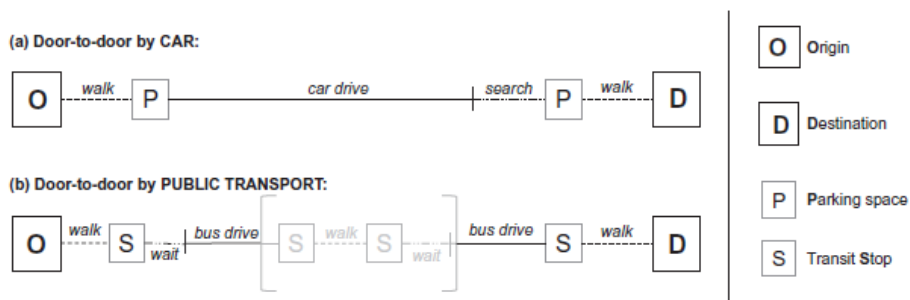 (a) Door-to-door by CAR:
O walk P car drive search P walk D
(b) Door-to-door by PUBLIC TRANSPORT:
O walk S wait bus drive S walk S wait bus drive S walk D
O Origin
D Destination
P Parking space
S Transit Stop